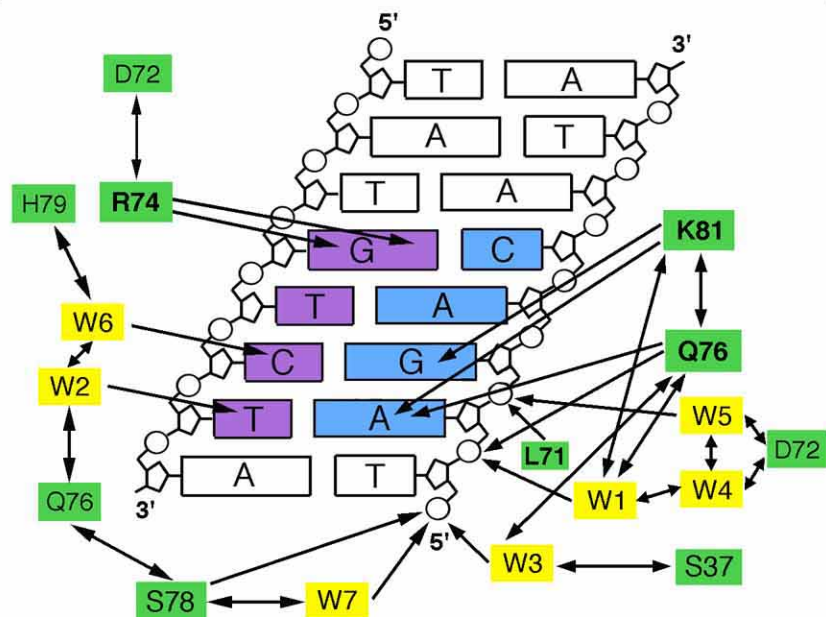 5'
3'
D72
T A
A T
H79
R74
T A
K81
G C
W6
T A
Q76
W2
C G
W5
T A
L71
D72
Q76
A T
W1
W4
3'
5'
W3
S37
S78
W7